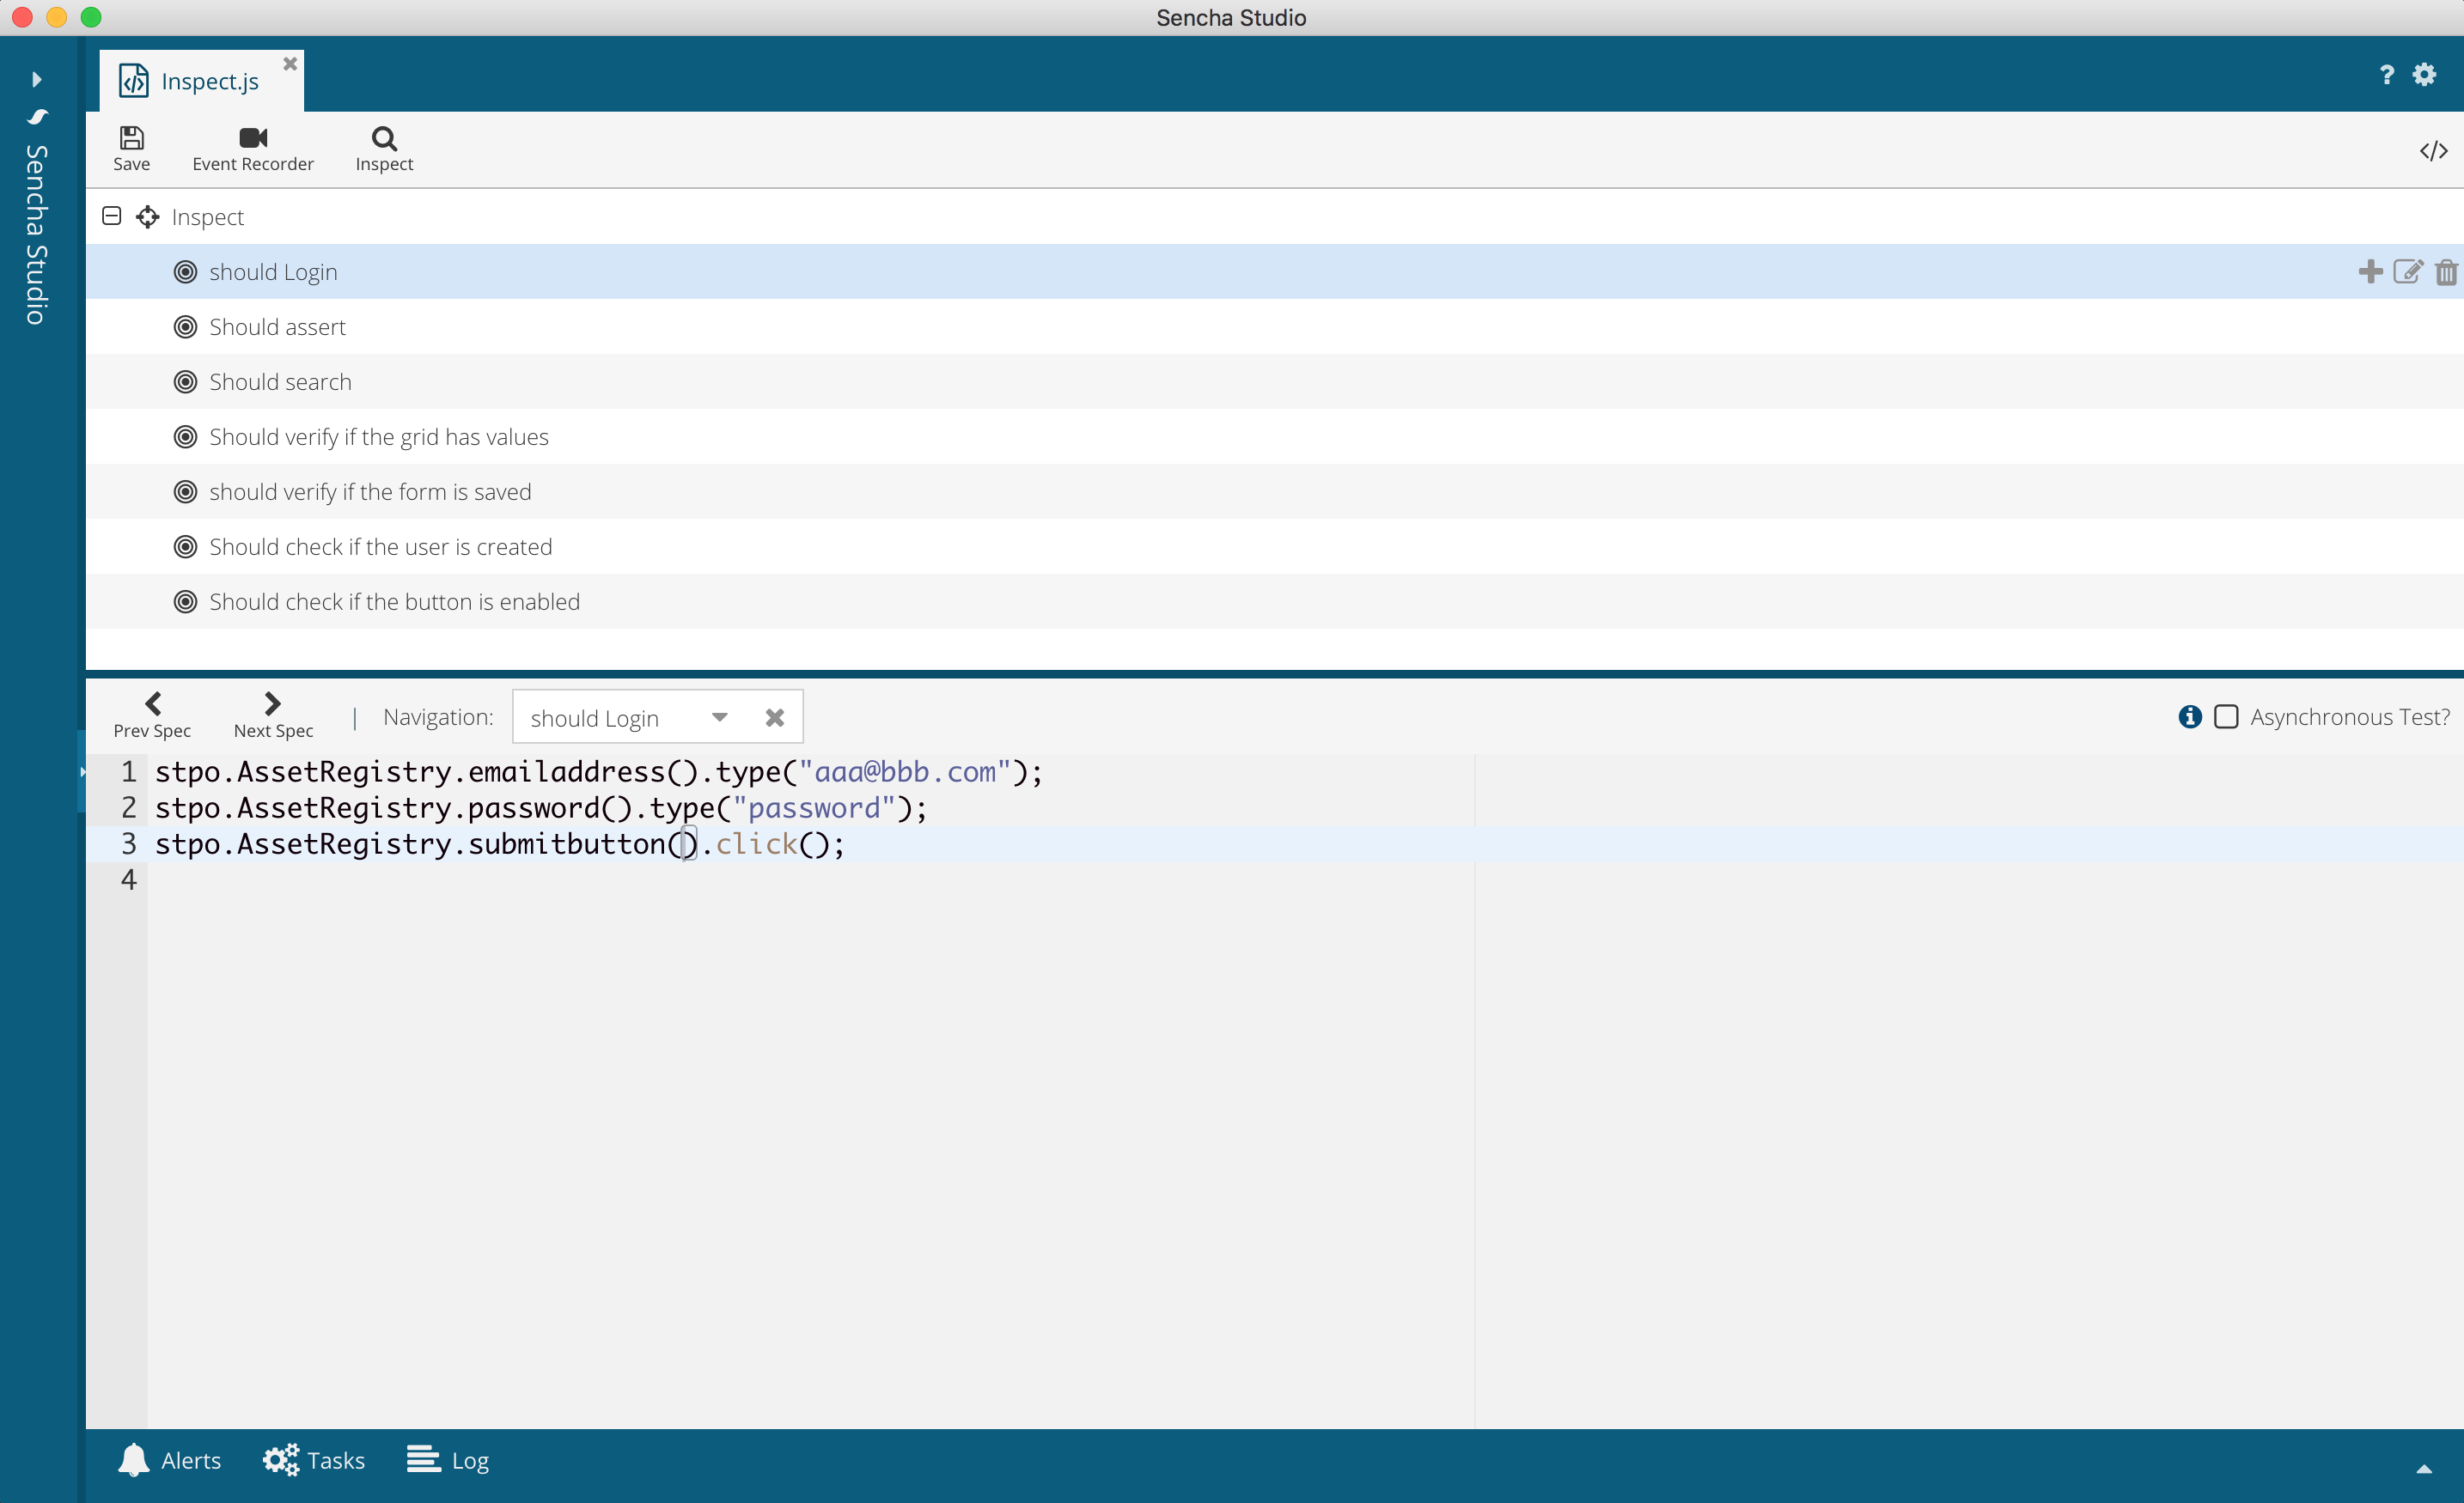 Sencha Studio
Sencha Studio
Inspect.js
?
Save
Event Recorder
Inspect
</>
Inspect
should Login
Should assert
Should search
Should verify if the grid has values
should verify if the form is saved
Should check if the user is created
Should check if the button is enabled
Prev Spec
Next Spec
| Navigation:
should Login
Asynchronous Test?
1 stpo.AssetRegistry.emailaddress().type("aaa@bbb.com");
2 stpo.AssetRegistry.password().type("password");
3 stpo.AssetRegistry.submitbutton().click();
4
Alerts
Tasks
Log